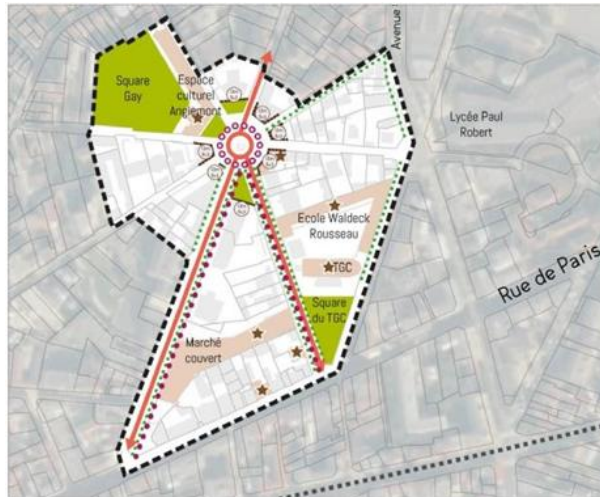 Avenue
Square
Gay
Espace
culturel
Anglemont
Lycée Paul
Robert
Ecole Waldeck
Rousseau
TGC
Rue de Paris
Square
du TGC
Marché
couvert